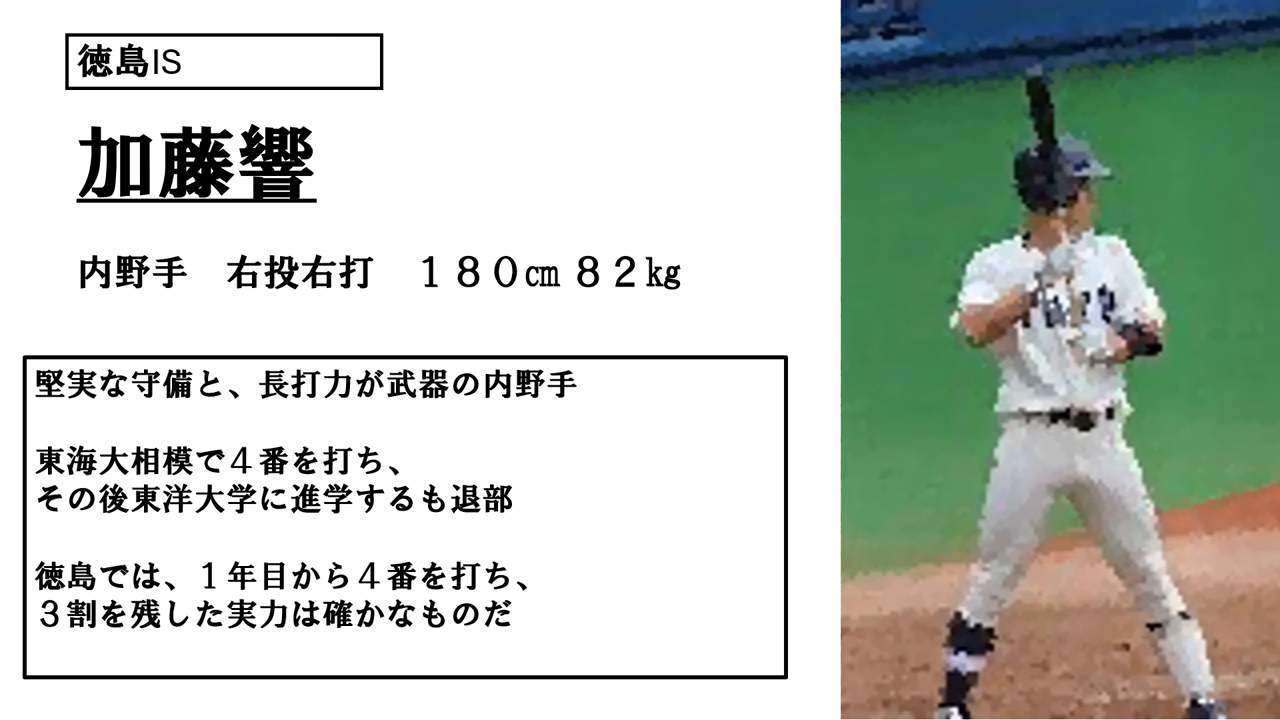 徳島IS
加藤響
内野手　右投右打　１８０㎝ ８２㎏
堅実な守備と、長打力が武器の内野手
東海大相模で４番を打ち、
その後東洋大学に進学するも退部
徳島では、１年目から４番を打ち、
３割を残した実力は確かなものだ